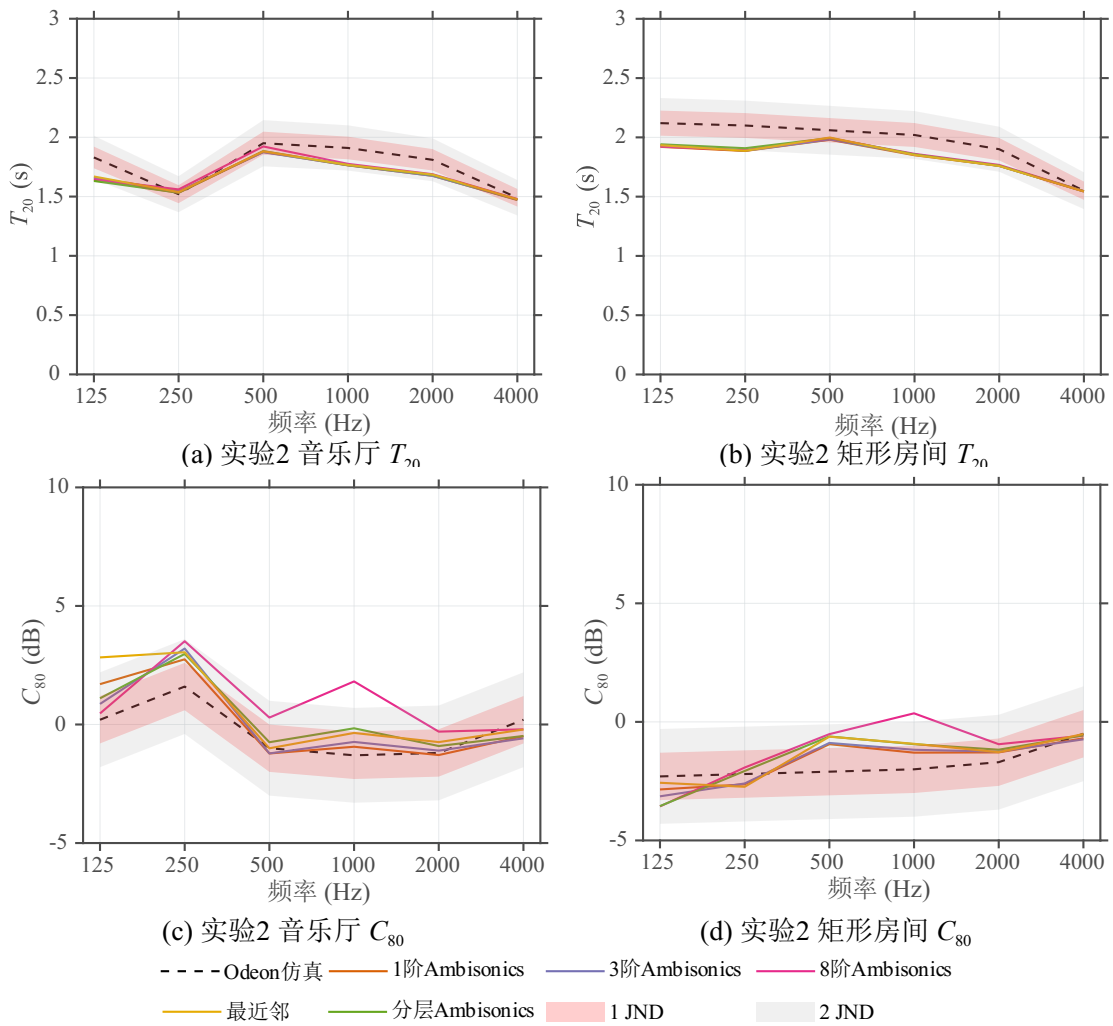 3
2.5
2
1.5
1
0.5
0
T₂₀ (s)
125 250 500 1000 2000 4000
频率 (Hz)
(a) 实验2 音乐厅 T₂₀
3
2.5
2
1.5
1
0.5
0
T₂₀ (s)
125 250 500 1000 2000 4000
频率 (Hz)
(b) 实验2 矩形房间 T₂₀
10
5
0
-5
C₈₀ (dB)
125 250 500 1000 2000 4000
频率 (Hz)
(c) 实验2 音乐厅 C₈₀
10
5
0
-5
C₈₀ (dB)
125 250 500 1000 2000 4000
频率 (Hz)
(d) 实验2 矩形房间 C₈₀
Odeon仿真 1阶Ambisonics 3阶Ambisonics 8阶Ambisonics
最近邻 分层Ambisonics 1 JND 2 JND